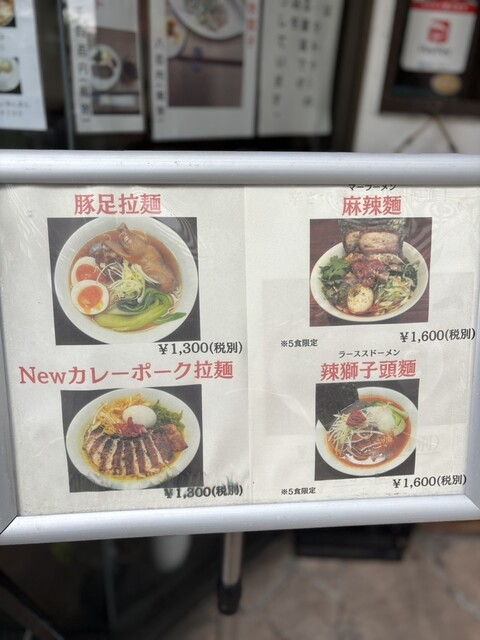 豚足拉麺
¥1,300(税別)
Newカレーポーク拉麺
¥1,300(税別)
マーラーメン
麻辣麺
※5食限定
¥1,600(税別)
ラーススドーメン
辣獅子頭麺
※5食限定
¥1,600(税別)